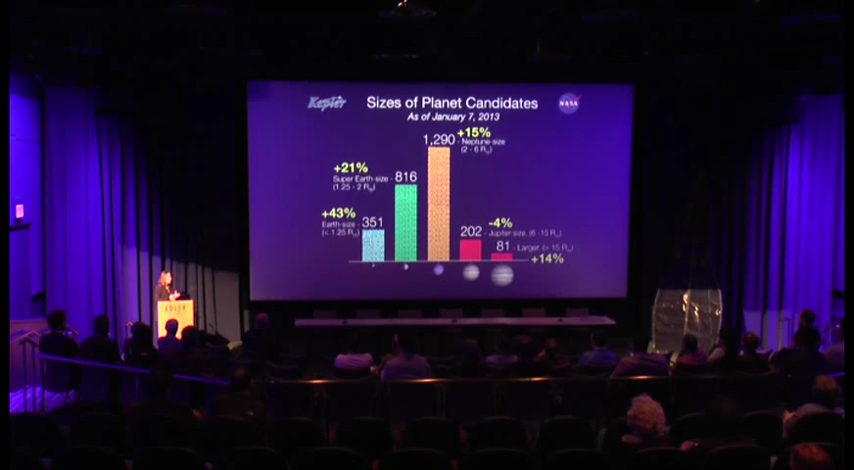 Kepler
Sizes of Planet Candidates
NASA
As of January 7, 2013
+15%
1,290 - Neptune-size
(2 - 6 R⊕)
+21%
Super Earth-size - 816
(1.25 - 2 R⊕)
+43%
Earth-size - 351
(< 1.25 R⊕)
-4%
202 - Jupiter-size, (6 -15 R⊕)
81 - Larger, (> 15 R⊕)
+14%
ADLER